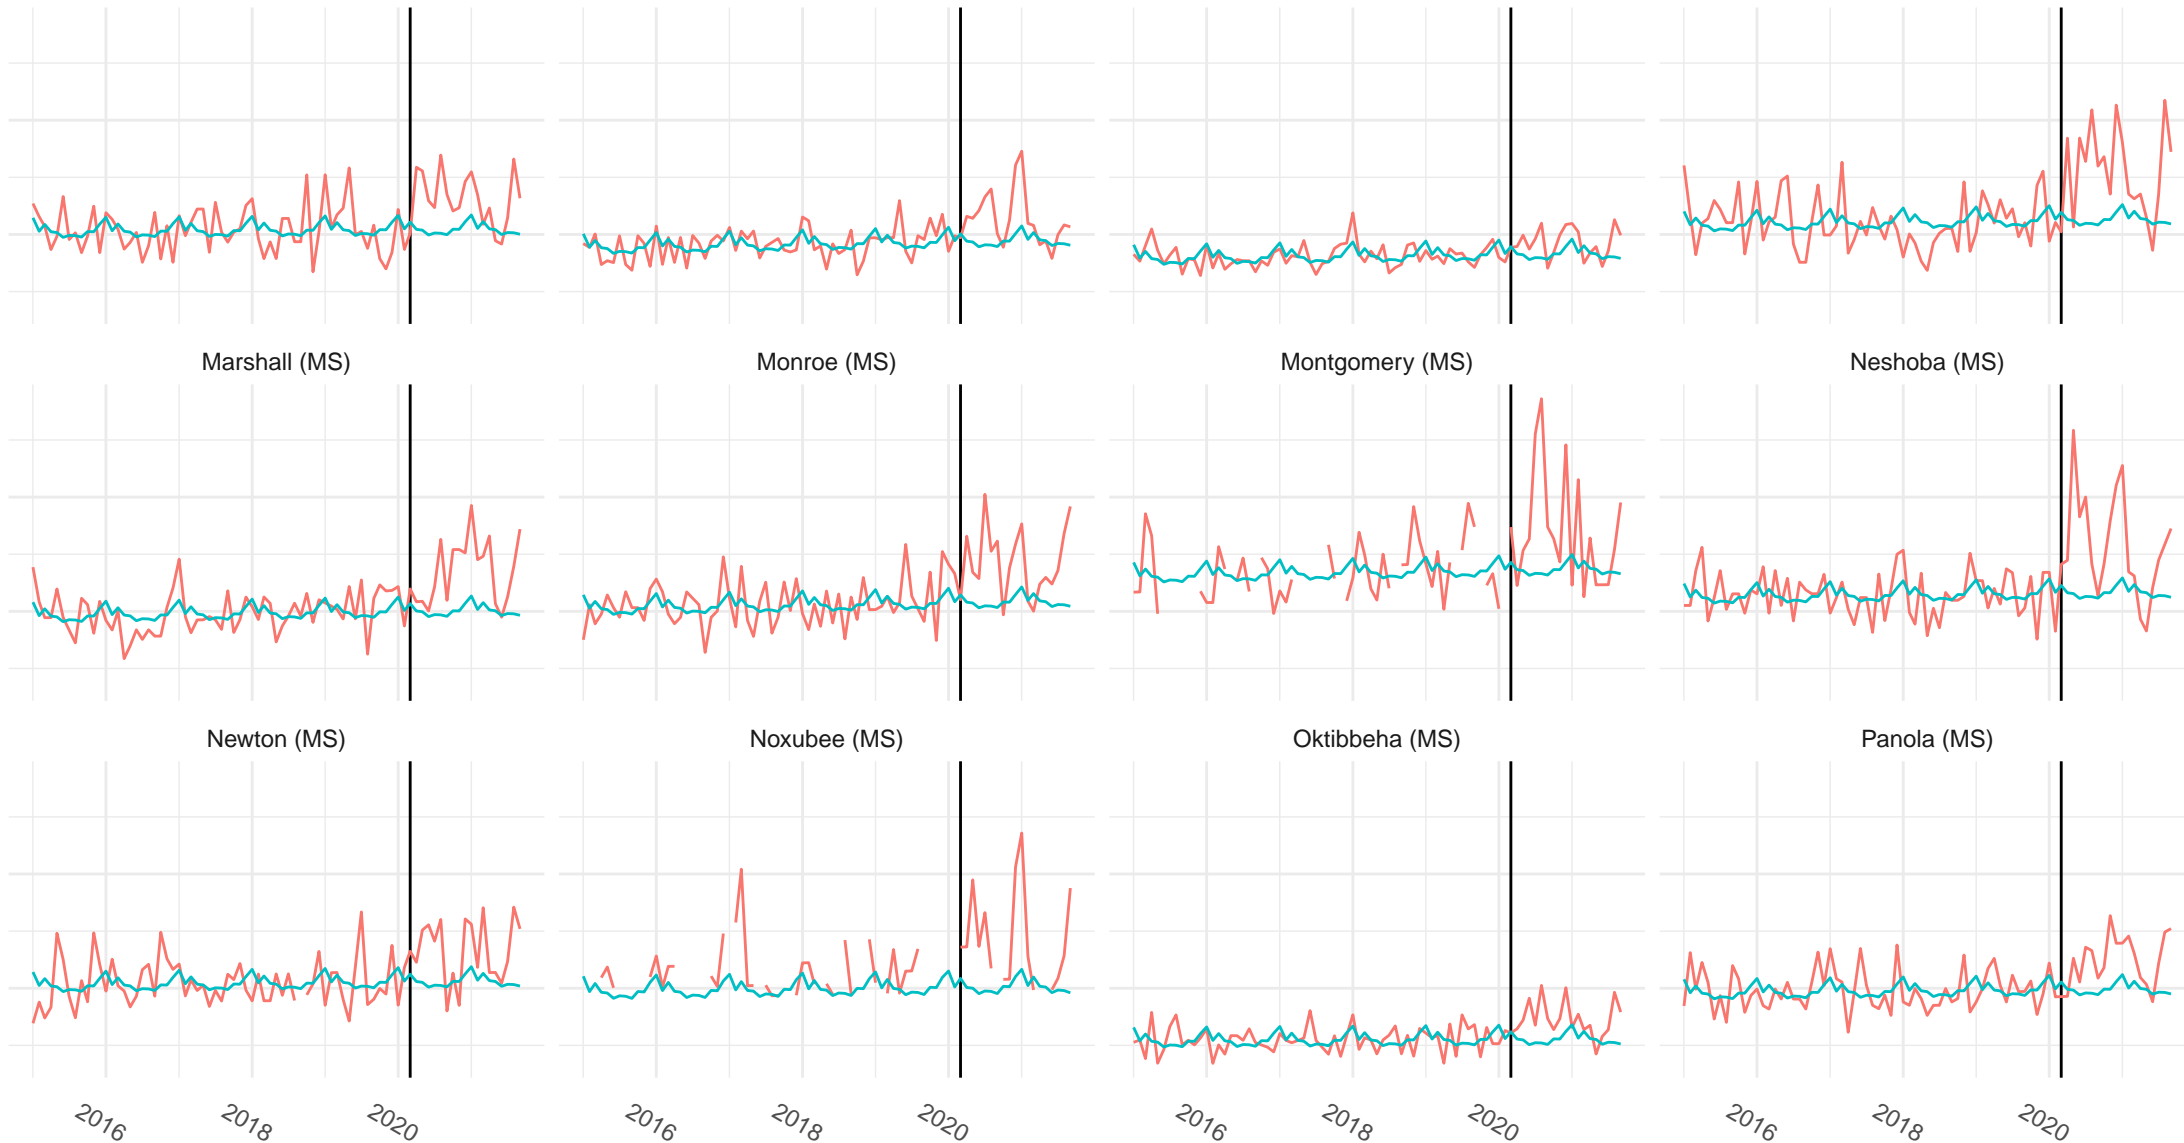 Marshall (MS) Monroe (MS) Montgomery (MS) Neshoba (MS)
Newton (MS) Noxubee (MS) Oktibbeha (MS) Panola (MS)
2016 2018 2020 2016 2018 2020 2016 2018 2020 2016 2018 2020